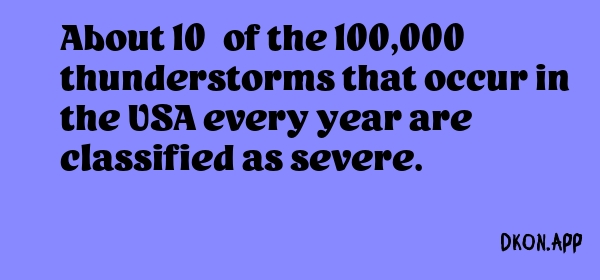 About 10  of the 100,000
thunderstorms that occur in
the USA every year are
classified as severe.
DKON.APP